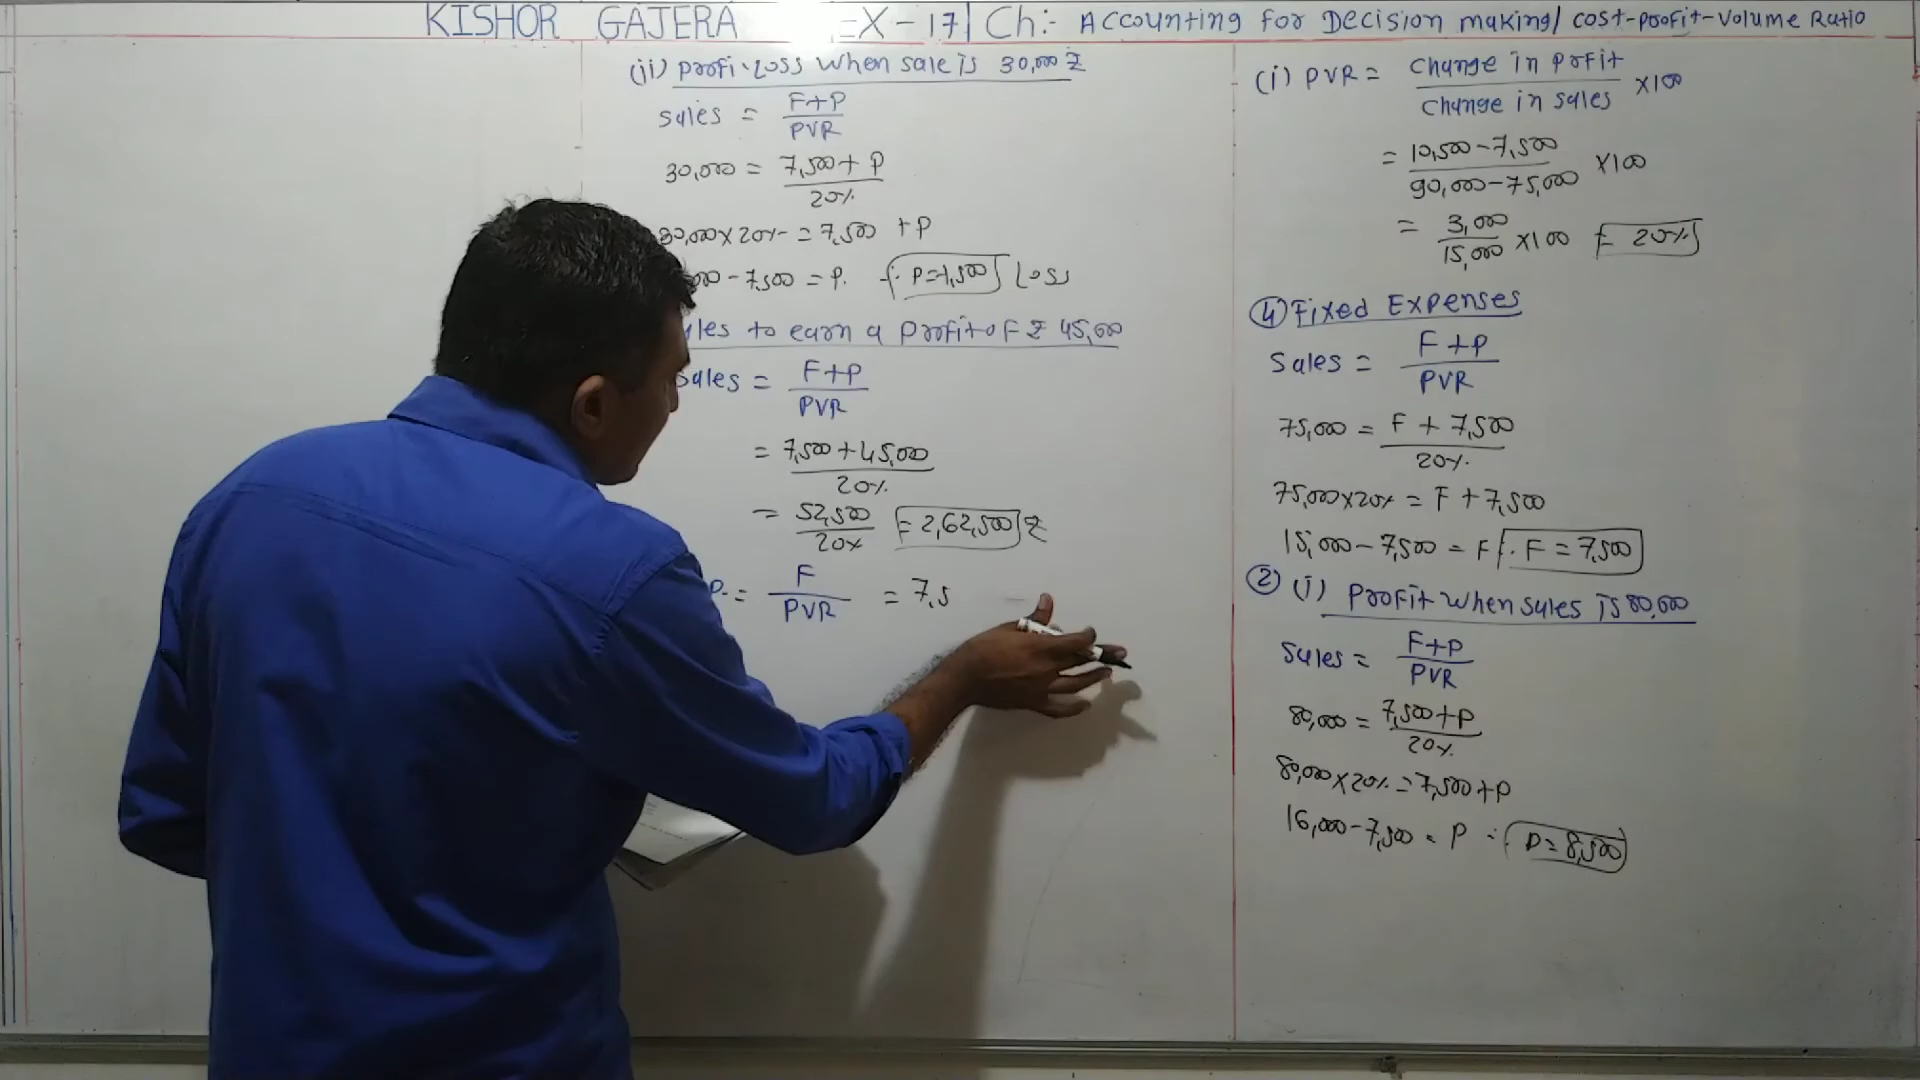 KISHOR GAJERA EX-17 Ch:- Accounting for Decision making/ cost-profit-Volume Ratio
(i) PVR = Change in profit / Change in sales ×100
= 10,500-7,500 / 90,000-75,000 ×100
= 3,000 / 15,000 ×100 = 20%
(4) Fixed Expenses
Sales = F+P / PVR
75,000 = F + 7,500 / 20%
75,000×20% = F + 7,500
15,000-7,500 = F ∴ F = 7,500
(2) (i) Profit when sales is 80,000
Sales = F+P / PVR
80,000 = 7,500+P / 20%
80,000×20% = 7,500+P
16,000-7,500 = P ∴ P = 8,500
(ii) Profi-Loss when sale is 30,000 ₹
Sales = F+P / PVR
30,000 = 7,500+P / 20%
30,000×20% = 7,500 + P
000-7,500 = P. ∴ P=-1,500 Loss
les to earn a profit of ₹ 45,000
Sales = F+P / PVR
= 7,500+45,000 / 20%
= 52,500 / 20% = 2,62,500 ₹
P. = F / PVR = 7,5